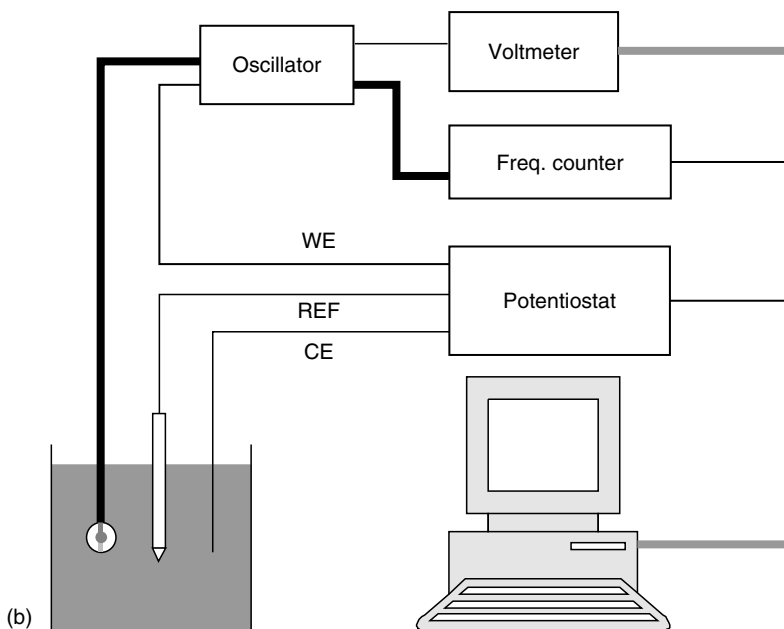 Oscillator
Voltmeter
Freq. counter
WE
Potentiostat
REF
CE
(b)